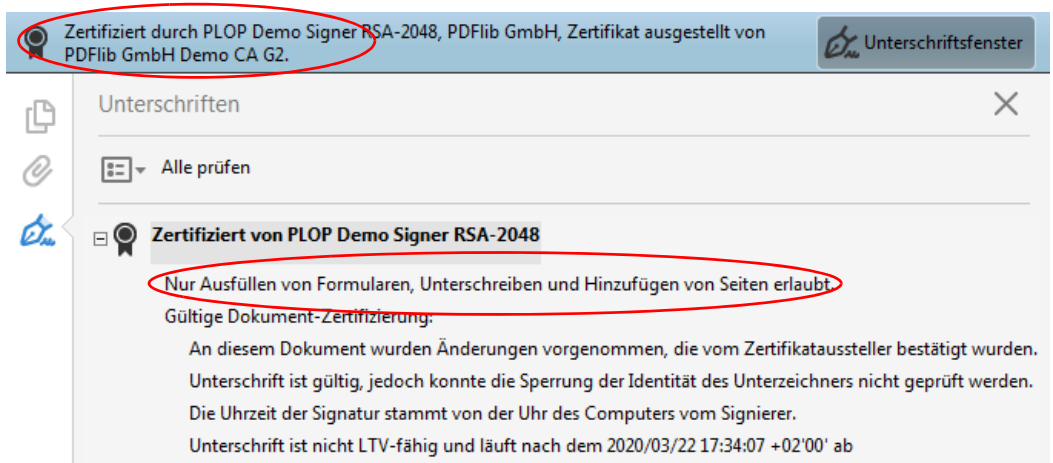 Zertifiziert durch PLOP Demo Signer RSA-2048, PDFlib GmbH, Zertifikat ausgestellt von
PDFlib GmbH Demo CA G2.
Unterschriftsfenster
Unterschriften
Alle prüfen
Zertifiziert von PLOP Demo Signer RSA-2048
Nur Ausfüllen von Formularen, Unterschreiben und Hinzufügen von Seiten erlaubt.
Gültige Dokument-Zertifizierung:
An diesem Dokument wurden Änderungen vorgenommen, die vom Zertifikataussteller bestätigt wurden.
Unterschrift ist gültig, jedoch konnte die Sperrung der Identität des Unterzeichners nicht geprüft werden.
Die Uhrzeit der Signatur stammt von der Uhr des Computers vom Signierer.
Unterschrift ist nicht LTV-fähig und läuft nach dem 2020/03/22 17:34:07 +02'00' ab